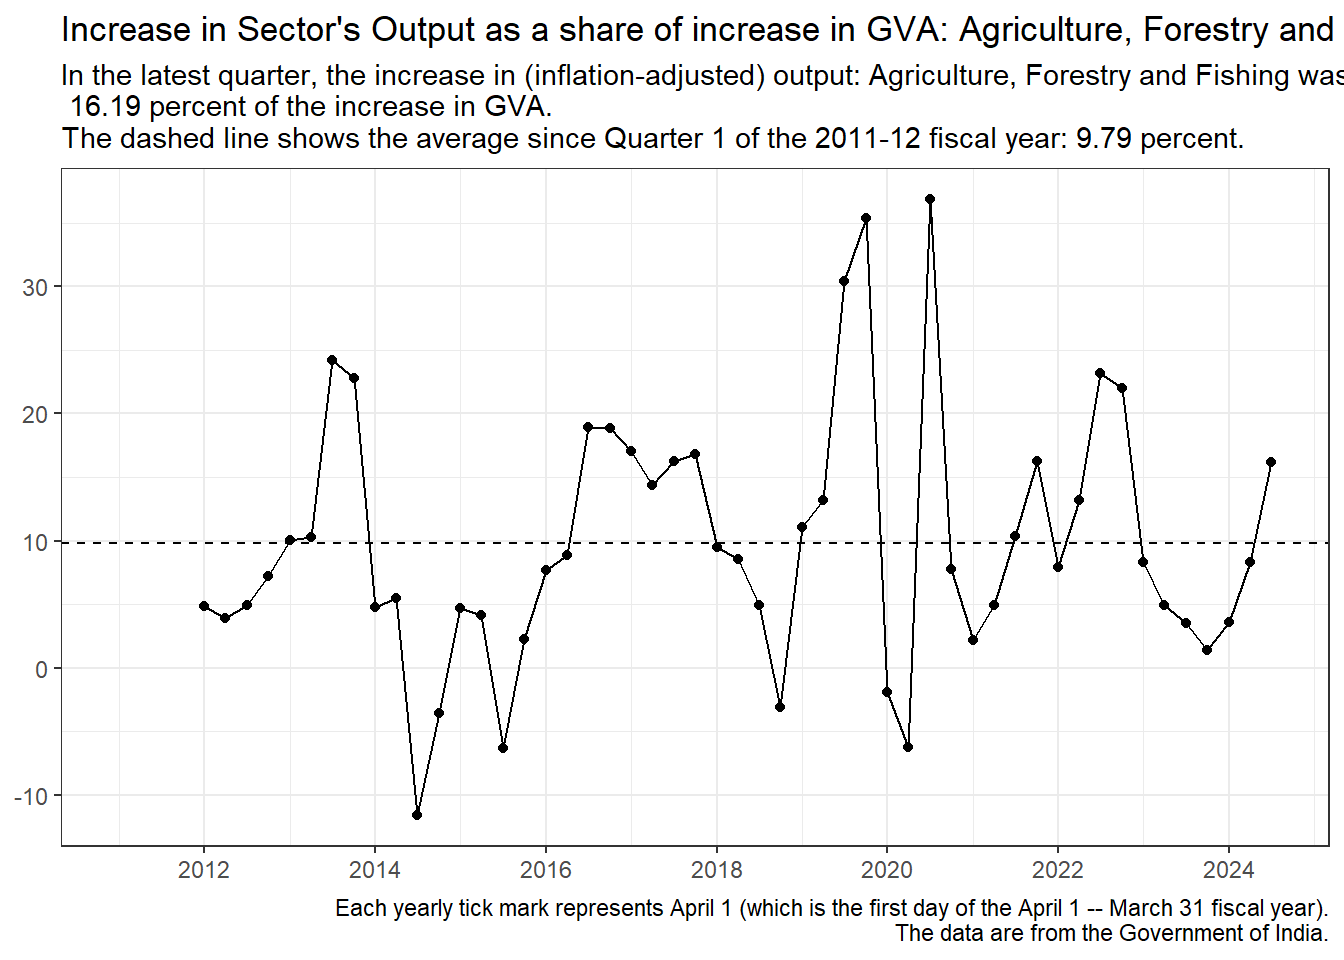 Increase in Sector's Output as a share of increase in GVA: Agriculture, Forestry and
In the latest quarter, the increase in (inflation-adjusted) output: Agriculture, Forestry and Fishing was
16.19 percent of the increase in GVA.
The dashed line shows the average since Quarter 1 of the 2011-12 fiscal year: 9.79 percent.
30
20
10
0
-10
2012 2014 2016 2018 2020 2022 2024
Each yearly tick mark represents April 1 (which is the first day of the April 1 -- March 31 fiscal year).
The data are from the Government of India.